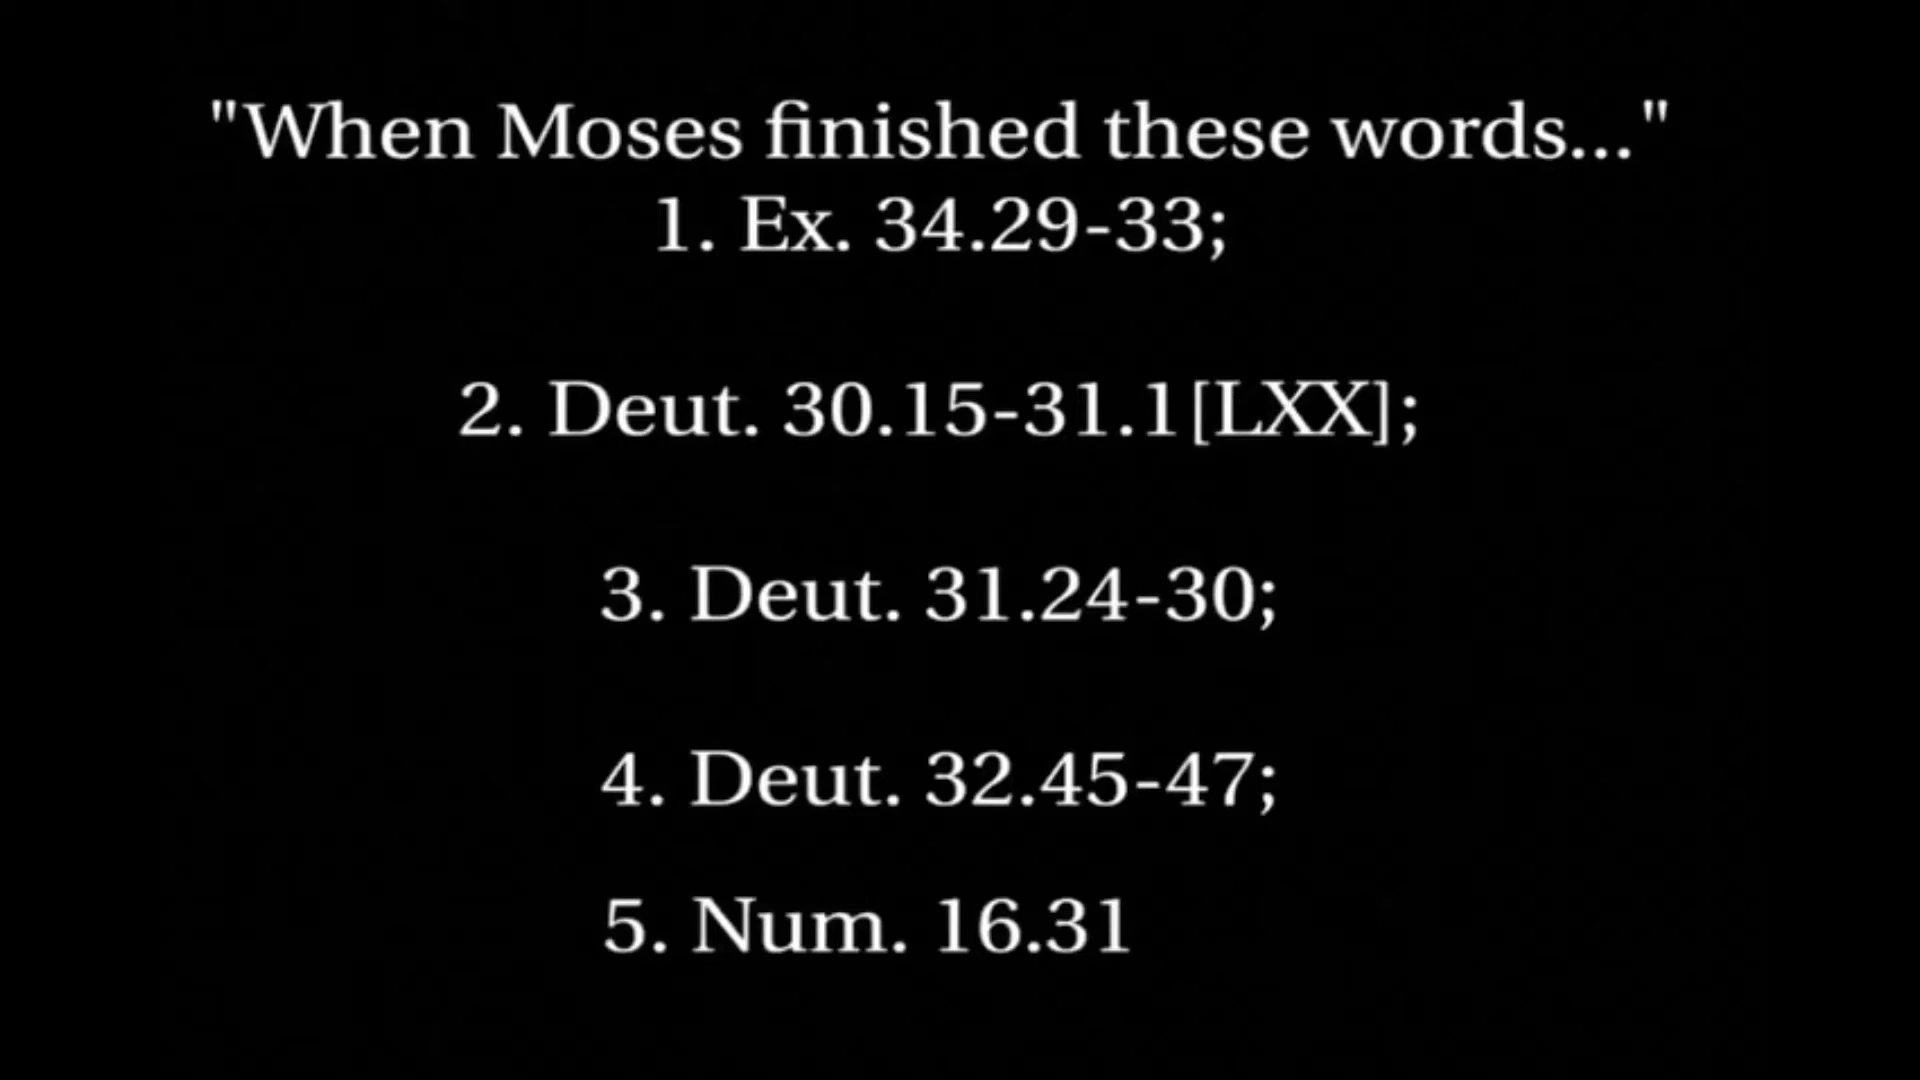 "When Moses finished these words..."
1. Ex. 34.29-33;
2. Deut. 30.15-31.1[LXX];
3. Deut. 31.24-30;
4. Deut. 32.45-47;
5. Num. 16.31